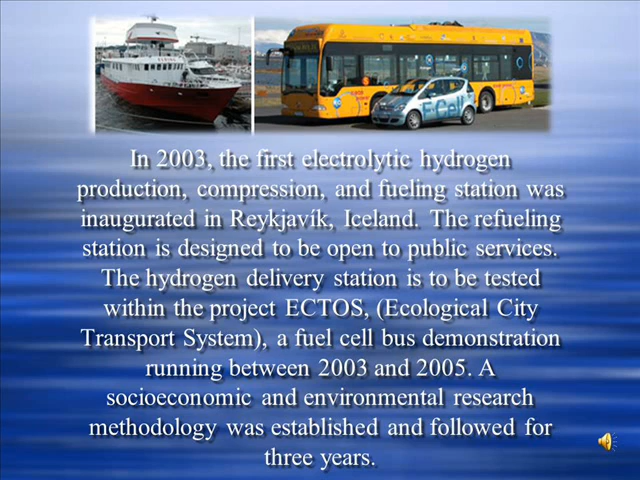 F-Cell
In 2003, the first electrolytic hydrogen
production, compression, and fueling station was
inaugurated in Reykjavík, Iceland. The refueling
station is designed to be open to public services.
The hydrogen delivery station is to be tested
within the project ECTOS, (Ecological City
Transport System), a fuel cell bus demonstration
running between 2003 and 2005. A
socioeconomic and environmental research
methodology was established and followed for
three years.